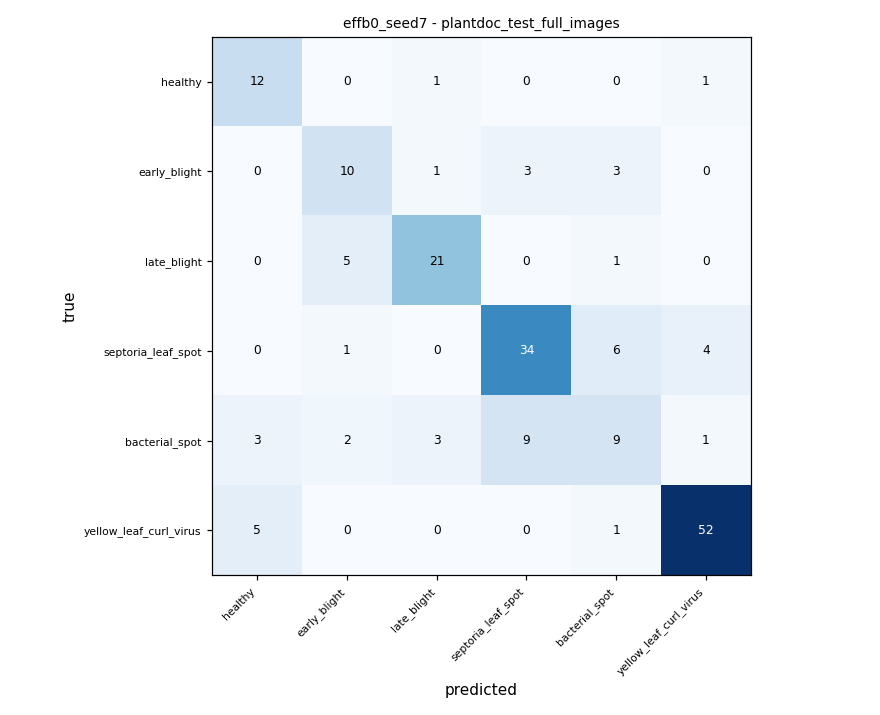 effb0_seed7 - plantdoc_test_full_images
true
healthy 12 0 1 0 0 1
early_blight 0 10 1 3 3 0
late_blight 0 5 21 0 1 0
septoria_leaf_spot 0 1 0 34 6 4
bacterial_spot 3 2 3 9 9 1
yellow_leaf_curl_virus 5 0 0 0 1 52
healthy early_blight late_blight septoria_leaf_spot bacterial_spot yellow_leaf_curl_virus
predicted